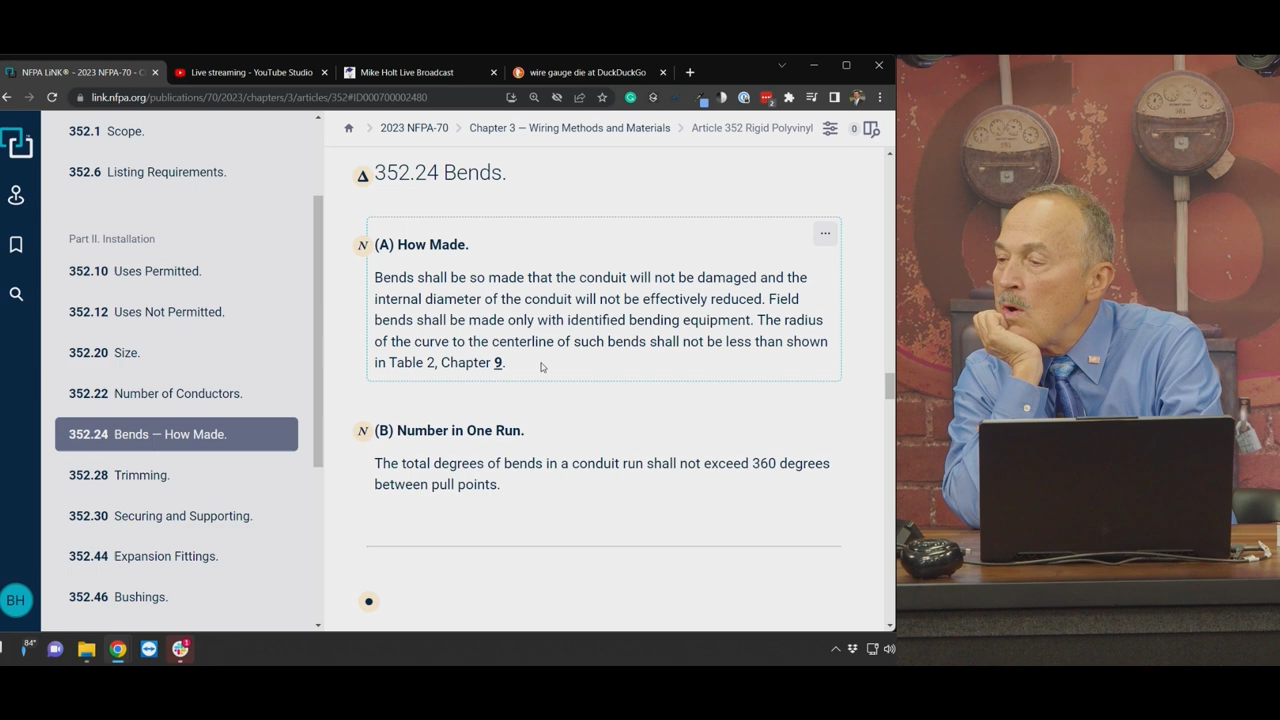 NFPA LiNK® - 2023 NFPA-70 - C
Live streaming - YouTube Studio
Mike Holt Live Broadcast
wire gauge die at DuckDuckGo
link.nfpa.org/publications/70/2023/chapters/3/articles/352#ID000700002480
2
352.1 Scope.
352.6 Listing Requirements.
Part II. Installation
352.10 Uses Permitted.
352.12 Uses Not Permitted.
352.20 Size.
352.22 Number of Conductors.
352.24 Bends — How Made.
352.28 Trimming.
352.30 Securing and Supporting.
352.44 Expansion Fittings.
352.46 Bushings.
BH
2023 NFPA-70
Chapter 3 — Wiring Methods and Materials
Article 352 Rigid Polyvinyl
0
Δ 352.24 Bends.
N (A) How Made.
Bends shall be so made that the conduit will not be damaged and the
internal diameter of the conduit will not be effectively reduced. Field
bends shall be made only with identified bending equipment. The radius
of the curve to the centerline of such bends shall not be less than shown
in Table 2, Chapter 9.
N (B) Number in One Run.
The total degrees of bends in a conduit run shall not exceed 360 degrees
between pull points.
84°
1